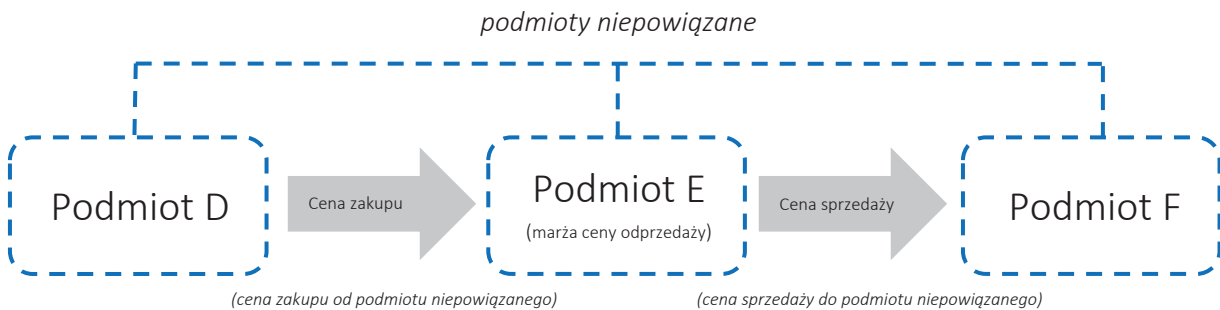 podmioty niepowiązane
Podmiot D
Cena zakupu
Podmiot E
(marża ceny odprzedaży)
Cena sprzedaży
Podmiot F
(cena zakupu od podmiotu niepowiązanego)
(cena sprzedaży do podmiotu niepowiązanego)